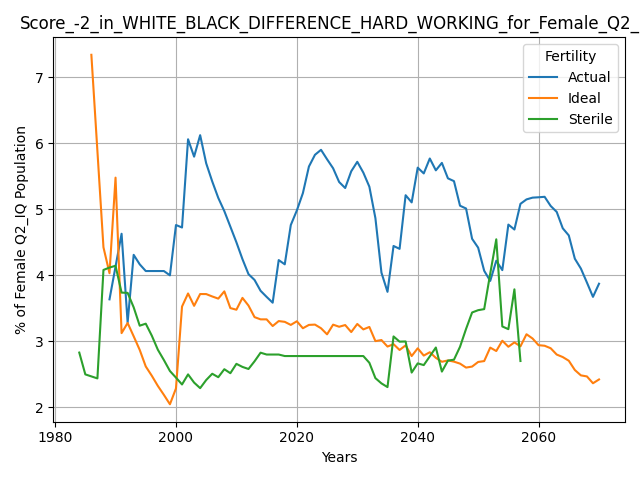 Score_-2_in_WHITE_BLACK_DIFFERENCE_HARD_WORKING_for_Female_Q2_
Fertility
Actual
Ideal
Sterile
% of Female Q2_IQ Population
7
6
5
4
3
2
1980
2000
2020
2040
2060
Years